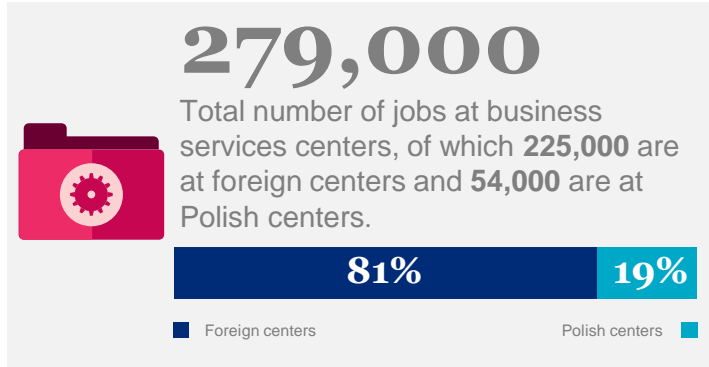 279,000
Total number of jobs at business
services centers, of which 225,000 are
at foreign centers and 54,000 are at
Polish centers.
81% 19%
Foreign centers Polish centers